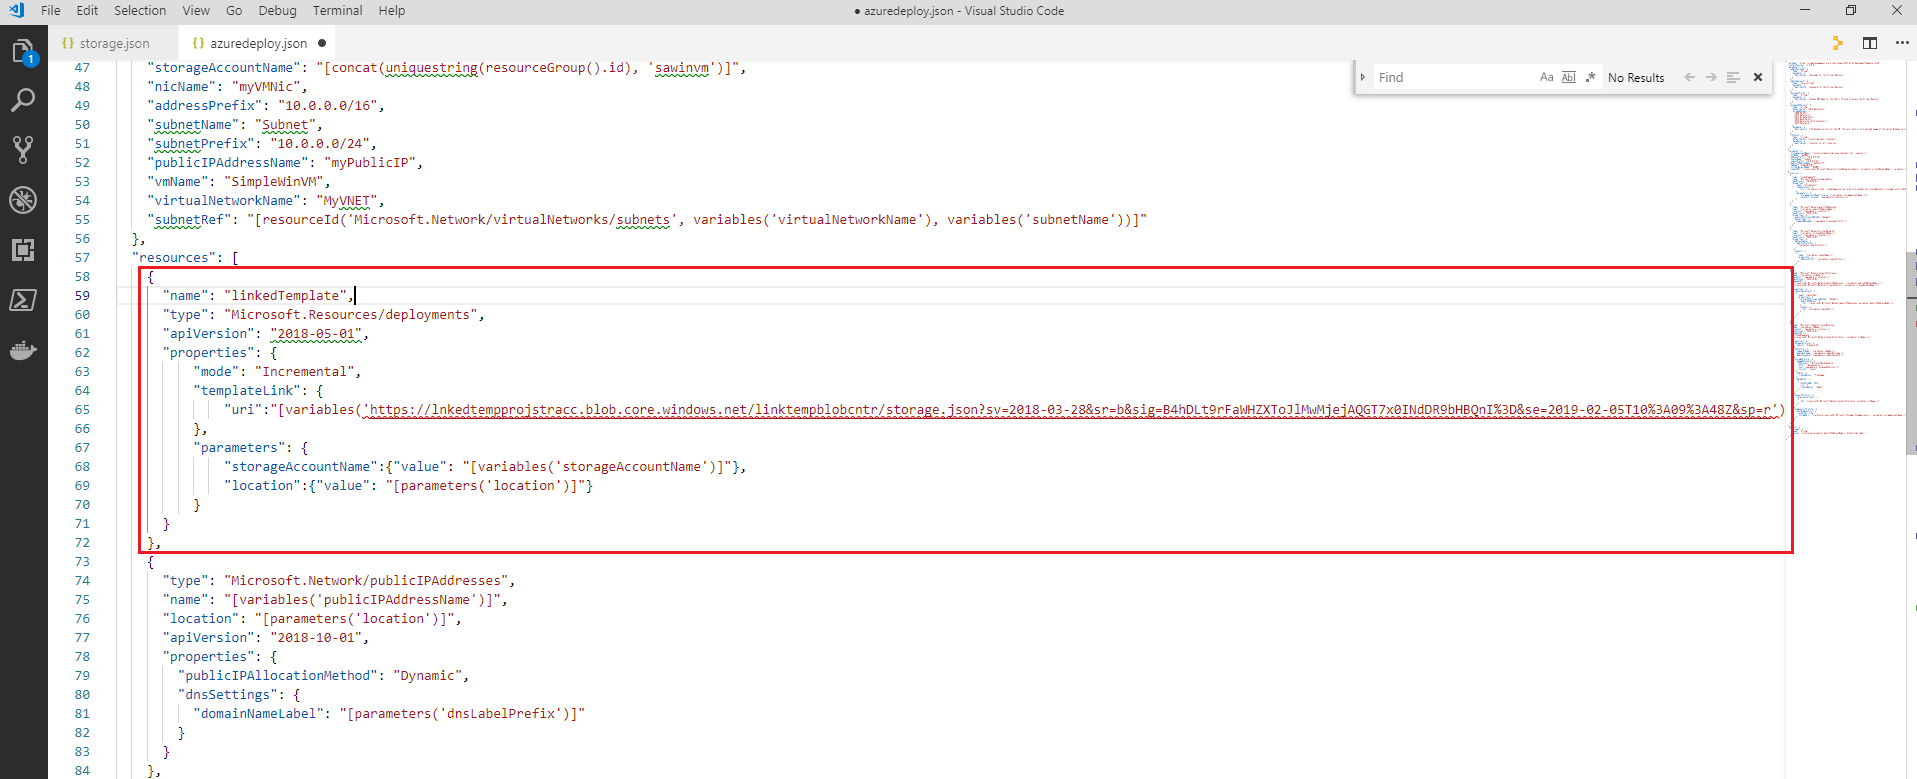 File Edit Selection View Go Debug Terminal Help
● azuredeploy.json - Visual Studio Code
{} storage.json
{} azuredeploy.json ●
1
Find
Aa Abl .* No Results
47 "storageAccountName": "[concat(uniquestring(resourceGroup().id), 'sawinvm')]",
48 "nicName": "myVMNic",
49 "addressPrefix": "10.0.0.0/16",
50 "subnetName": "Subnet",
51 "subnetPrefix": "10.0.0.0/24",
52 "publicIPAddressName": "myPublicIP",
53 "vmName": "SimpleWinVM",
54 "virtualNetworkName": "MyVNET",
55 "subnetRef": "[resourceId('Microsoft.Network/virtualNetworks/subnets', variables('virtualNetworkName'), variables('subnetName'))]"
56 },
57 "resources": [
58 {
59 "name": "linkedTemplate",
60 "type": "Microsoft.Resources/deployments",
61 "apiVersion": "2018-05-01",
62 "properties": {
63 "mode": "Incremental",
64 "templateLink": {
65 "uri":"[variables('https://lnkedtempprojstracc.blob.core.windows.net/linktempblobcntr/storage.json?sv=2018-03-28&sr=b&sig=B4hDLt9rFaWHZXToJlMwMjejAQGT7x0INdDR9bHBQnI%3D&se=2019-02-05T10%3A09%3A48Z&sp=r')
66 },
67 "parameters": {
68 "storageAccountName":{"value": "[variables('storageAccountName')]"},
69 "location":{"value": "[parameters('location')]"}
70 }
71 }
72 },
73 {
74 "type": "Microsoft.Network/publicIPAddresses",
75 "name": "[variables('publicIPAddressName')]",
76 "location": "[parameters('location')]",
77 "apiVersion": "2018-10-01",
78 "properties": {
79 "publicIPAllocationMethod": "Dynamic",
80 "dnsSettings": {
81 "domainNameLabel": "[parameters('dnsLabelPrefix')]"
82 }
83 }
84 },